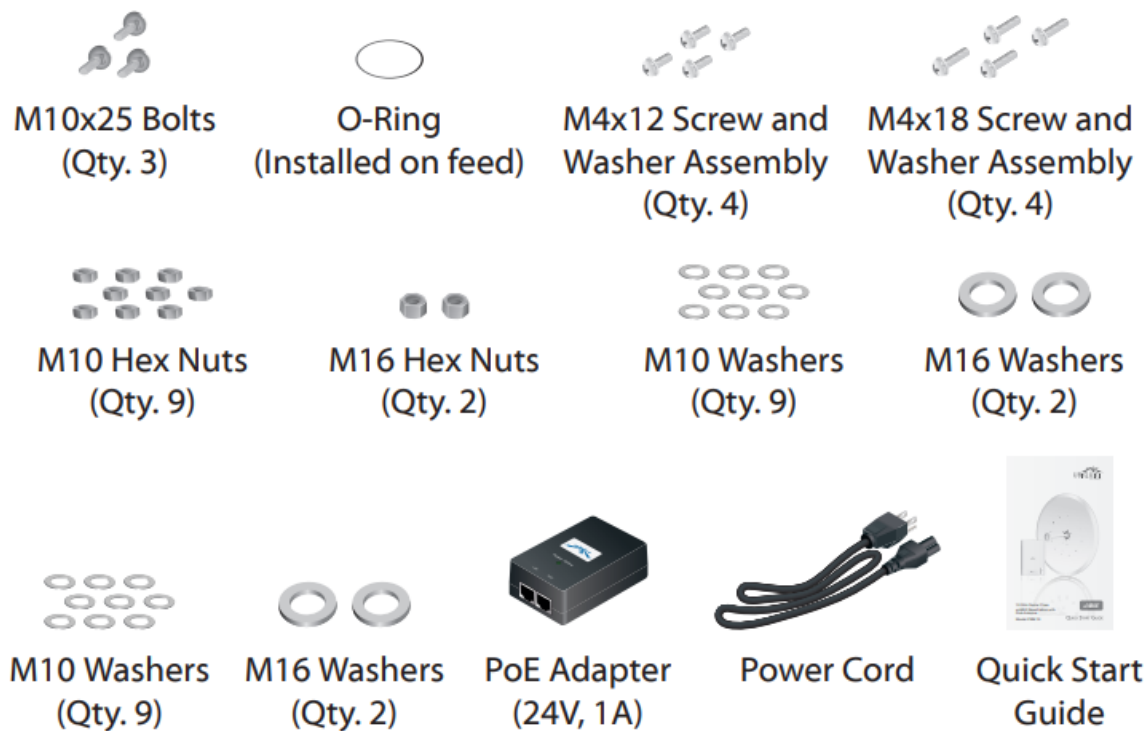 M10x25 Bolts
(Qty. 3)
O-Ring
(Installed on feed)
M4x12 Screw and
Washer Assembly
(Qty. 4)
M4x18 Screw and
Washer Assembly
(Qty. 4)
M10 Hex Nuts
(Qty. 9)
M16 Hex Nuts
(Qty. 2)
M10 Washers
(Qty. 9)
M16 Washers
(Qty. 2)
M10 Washers
(Qty. 9)
M16 Washers
(Qty. 2)
PoE Adapter
(24V, 1A)
Power Cord
Quick Start
Guide